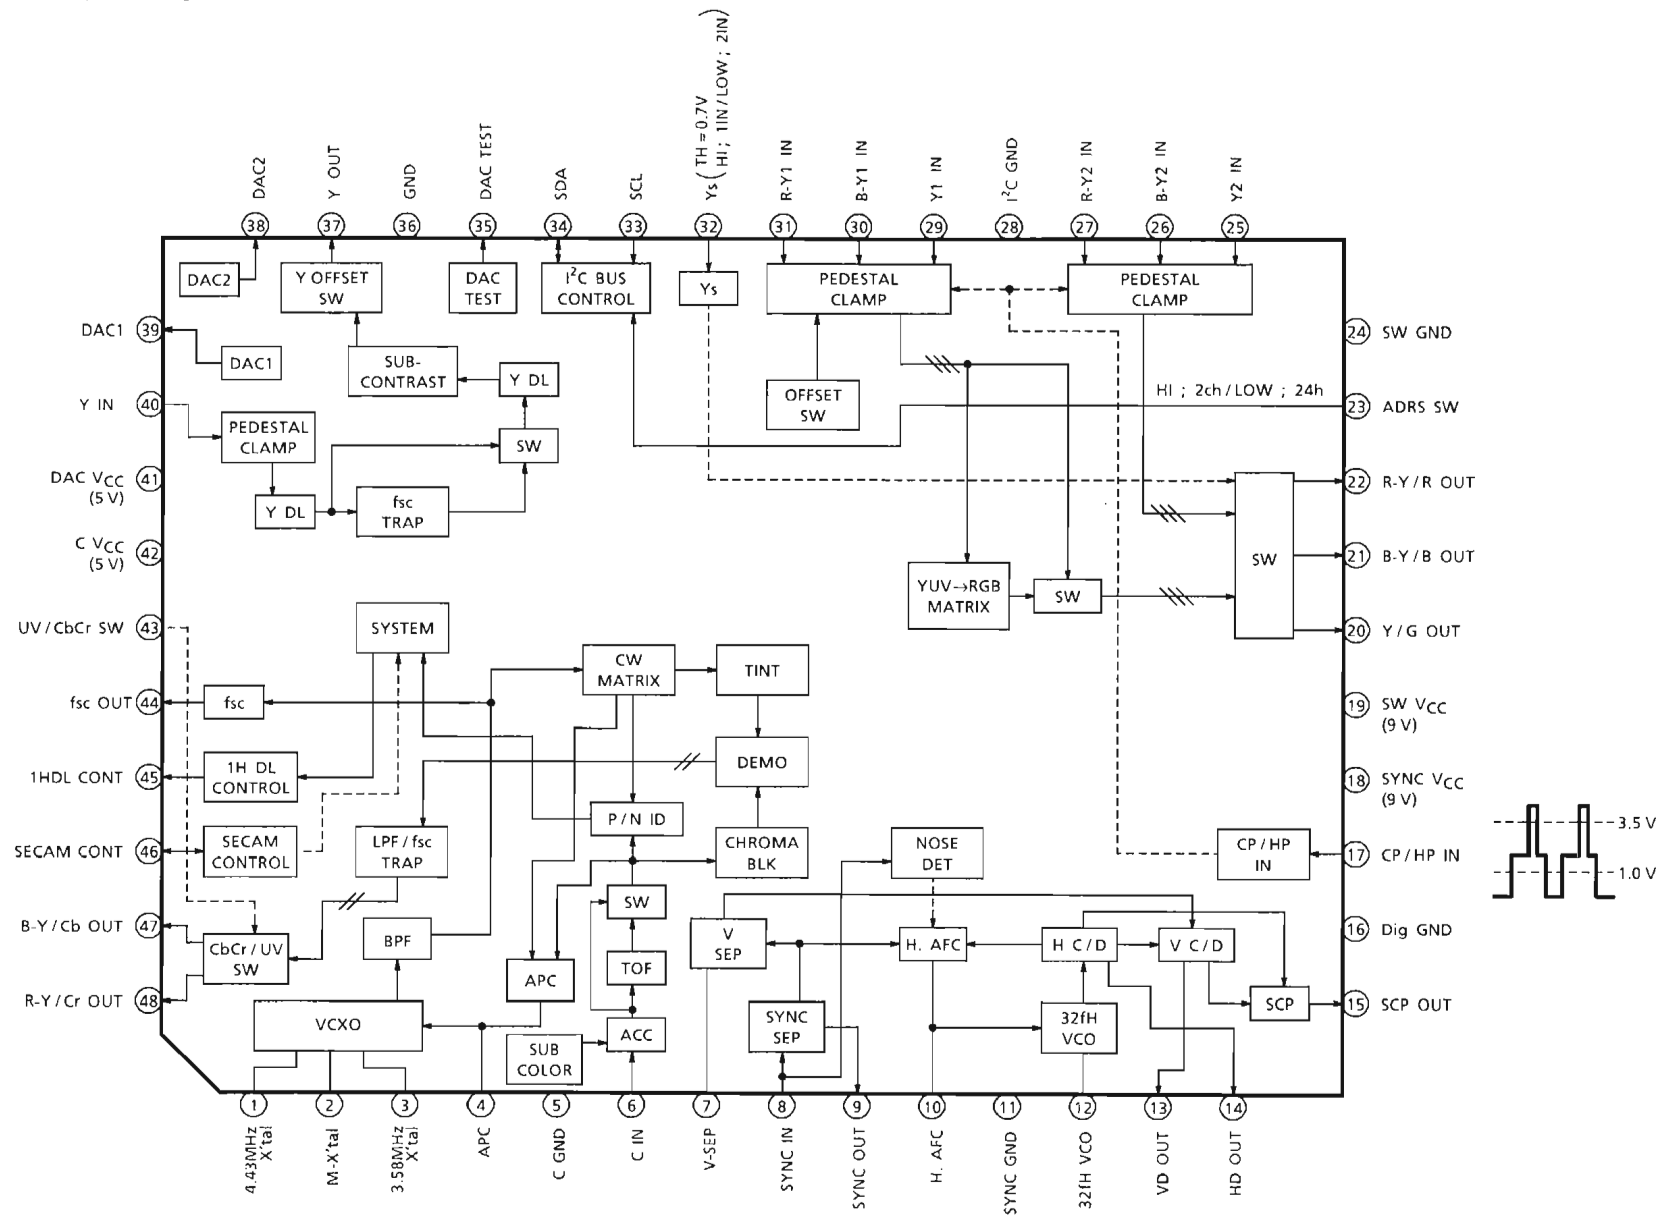 Ys ( TH = 0.7V
HI ; 1IN / LOW ; 2IN )
DAC2
Y OUT
GND
DAC TEST
SDA
SCL
R-Y1 IN
B-Y1 IN
Y1 IN
I²C GND
R-Y2 IN
B-Y2 IN
Y2 IN
38
37
36
35
34
33
32
31
30
29
28
27
26
25
DAC2
Y OFFSET
SW
DAC
TEST
I²C BUS
CONTROL
Ys
PEDESTAL
CLAMP
PEDESTAL
CLAMP
DAC1
39
24
SW GND
DAC1
SUB-
CONTRAST
Y DL
OFFSET
SW
HI ; 2ch / LOW ; 24h
Y IN
40
23
ADRS SW
PEDESTAL
CLAMP
SW
DAC VCC
(5 V)
41
22
R-Y / R OUT
Y DL
fsc
TRAP
C VCC
(5 V)
42
21
B-Y / B OUT
SW
YUV→RGB
MATRIX
SW
UV / CbCr SW
43
20
Y / G OUT
SYSTEM
CW
MATRIX
TINT
fsc OUT
44
fsc
19
SW VCC
(9 V)
1HDL CONT
45
1H DL
CONTROL
DEMO
18
SYNC VCC
(9 V)
P / N ID
3.5 V
SECAM CONT
46
SECAM
CONTROL
LPF / fsc
TRAP
CHROMA
BLK
NOSE
DET
CP / HP
IN
17
CP / HP IN
1.0 V
SW
B-Y / Cb OUT
47
CbCr / UV
SW
BPF
V
SEP
H. AFC
H C / D
V C / D
16
Dig GND
TOF
APC
R-Y / Cr OUT
48
SCP
15
SCP OUT
VCXO
SUB
COLOR
ACC
SYNC
SEP
32fH
VCO
1
2
3
4
5
6
7
8
9
10
11
12
13
14
4.43MHz
X'tal
M-X'tal
3.58MHz
X'tal
APC
C GND
C IN
V-SEP
SYNC IN
SYNC OUT
H. AFC
SYNC GND
32fH VCO
VD OUT
HD OUT